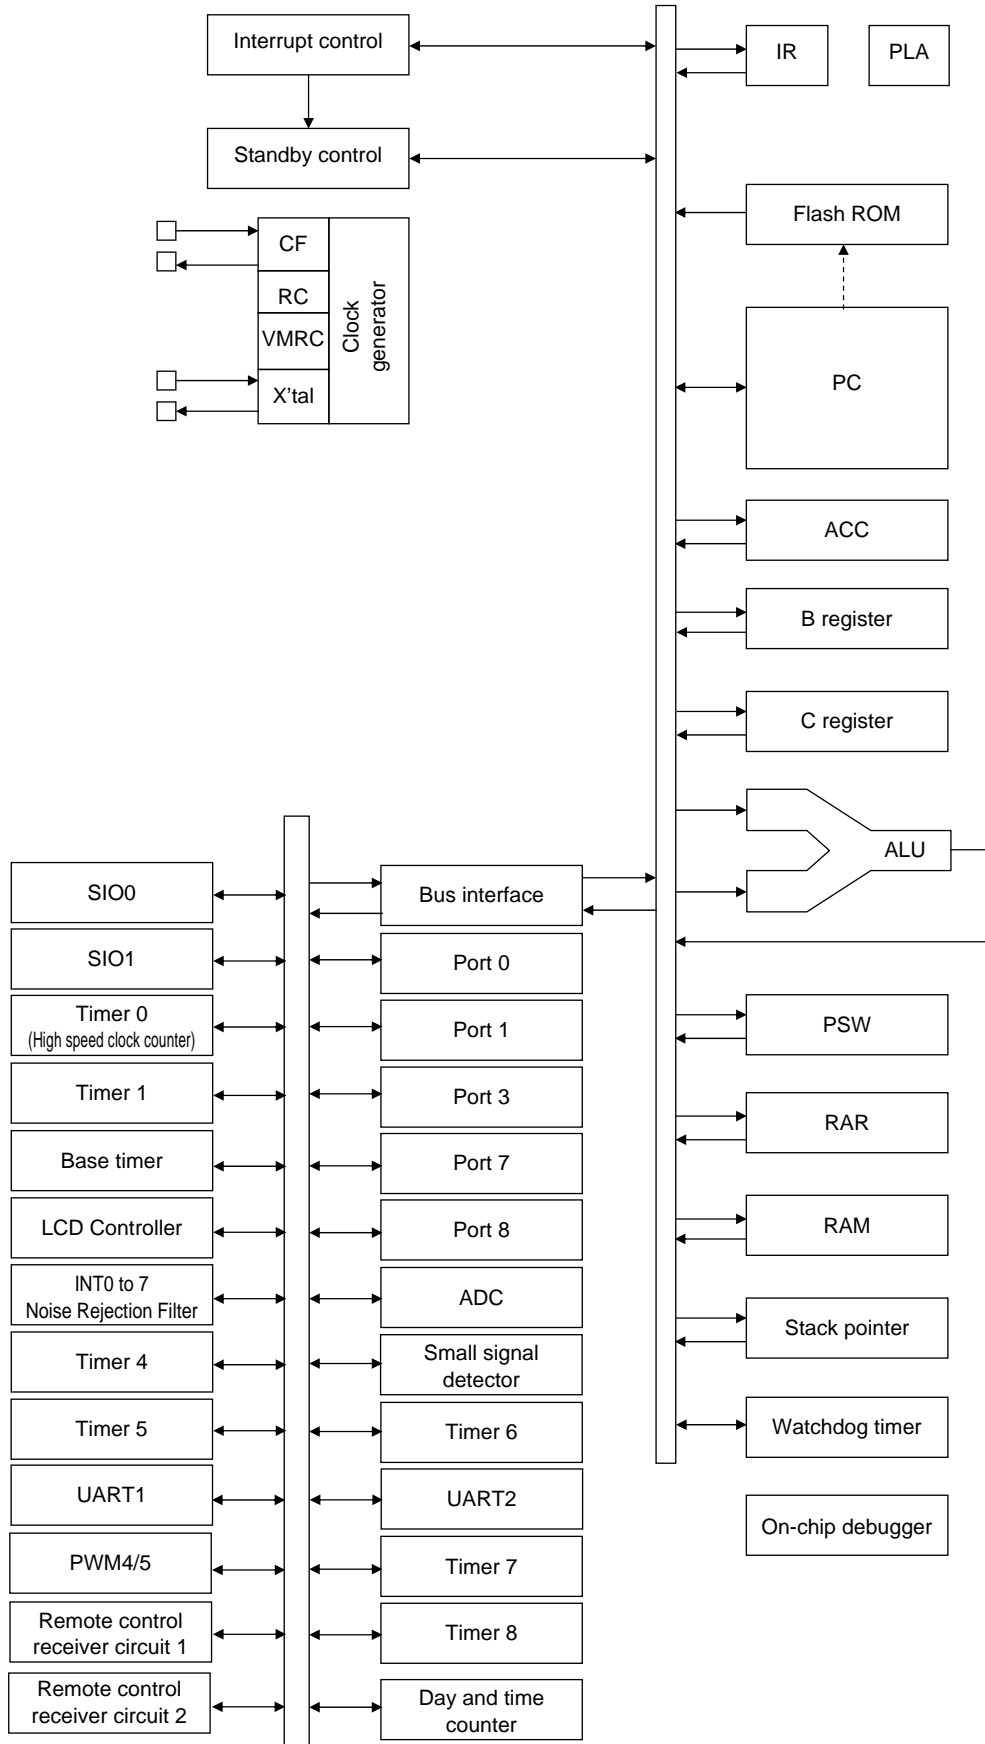 Interrupt control
IR
PLA
Standby control
Flash ROM
CF
RC
VMRC
X'tal
Clock
generator
PC
ACC
B register
C register
ALU
SIO0
Bus interface
SIO1
Port 0
Timer 0
(High speed clock counter)
Port 1
PSW
Timer 1
Port 3
RAR
Base timer
Port 7
LCD Controller
Port 8
RAM
INT0 to 7
Noise Rejection Filter
ADC
Stack pointer
Timer 4
Small signal
detector
Timer 5
Timer 6
Watchdog timer
UART1
UART2
On-chip debugger
PWM4/5
Timer 7
Remote control
receiver circuit 1
Timer 8
Remote control
receiver circuit 2
Day and time
counter